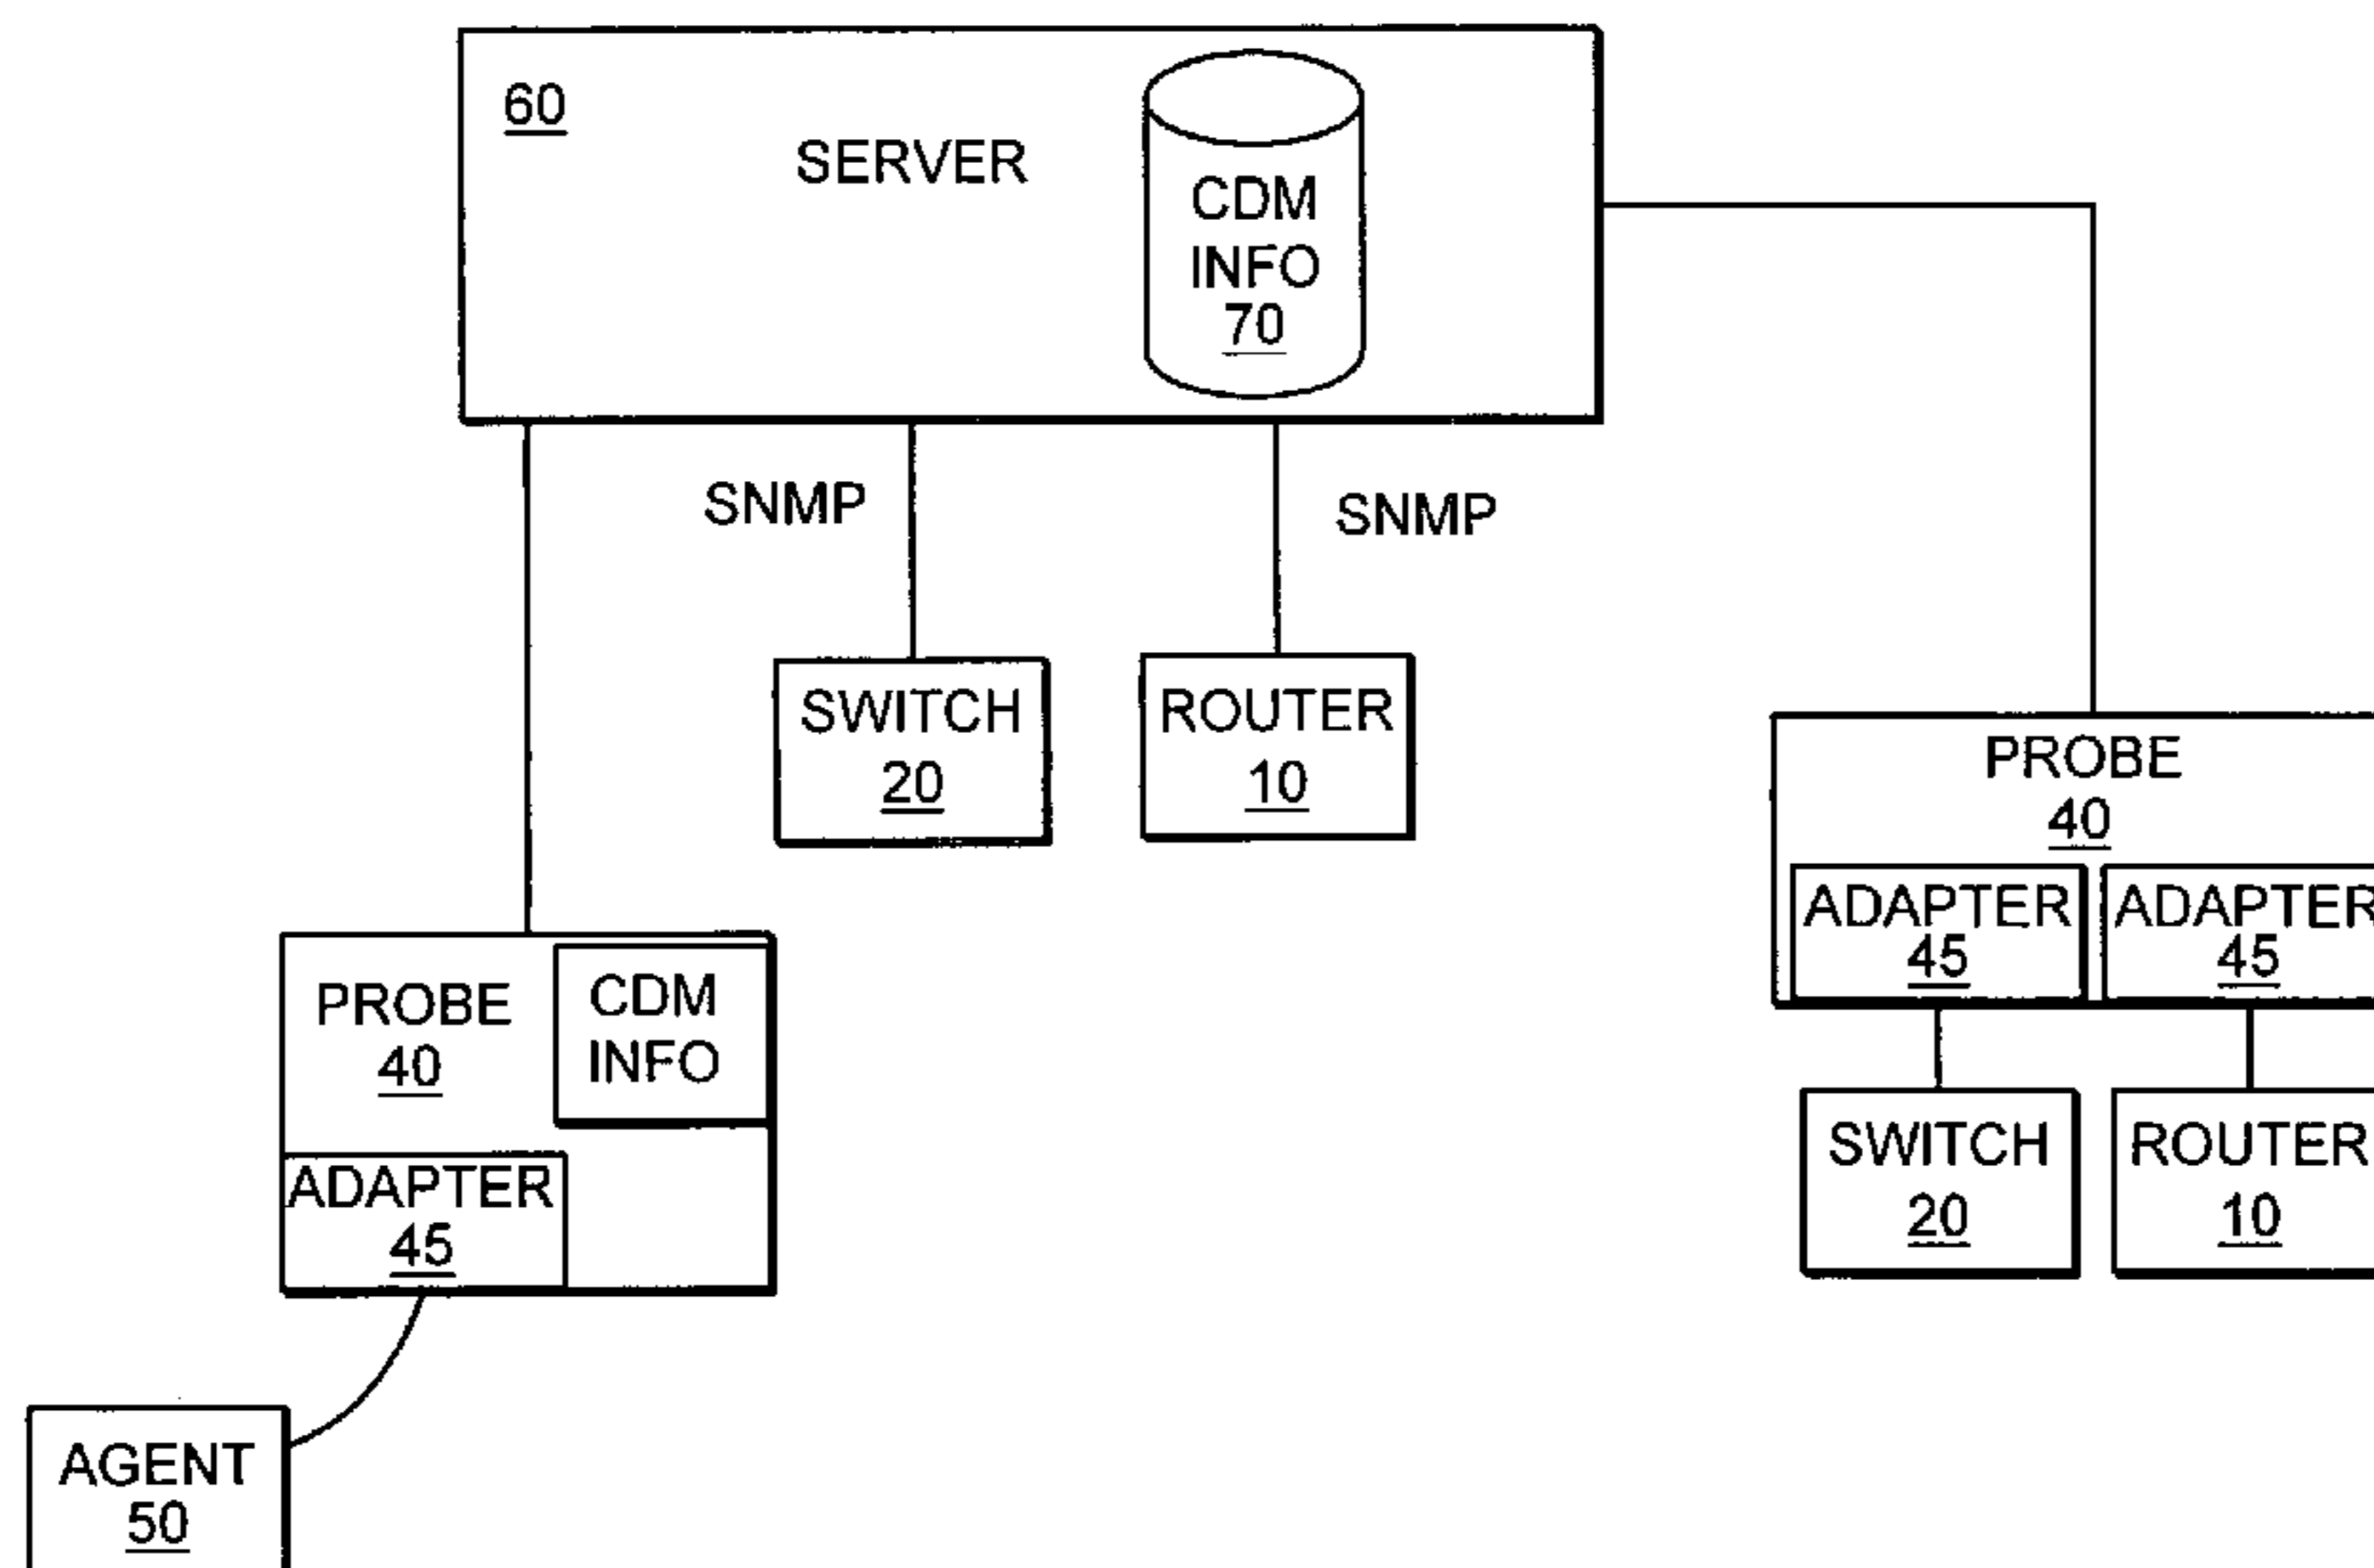 60
SERVER
CDM
INFO
70
SNMP
SNMP
SWITCH
20
ROUTER
10
PROBE
40
ADAPTER
45
ADAPTER
45
SWITCH
20
ROUTER
10
PROBE
40
CDM
INFO
ADAPTER
45
AGENT
50